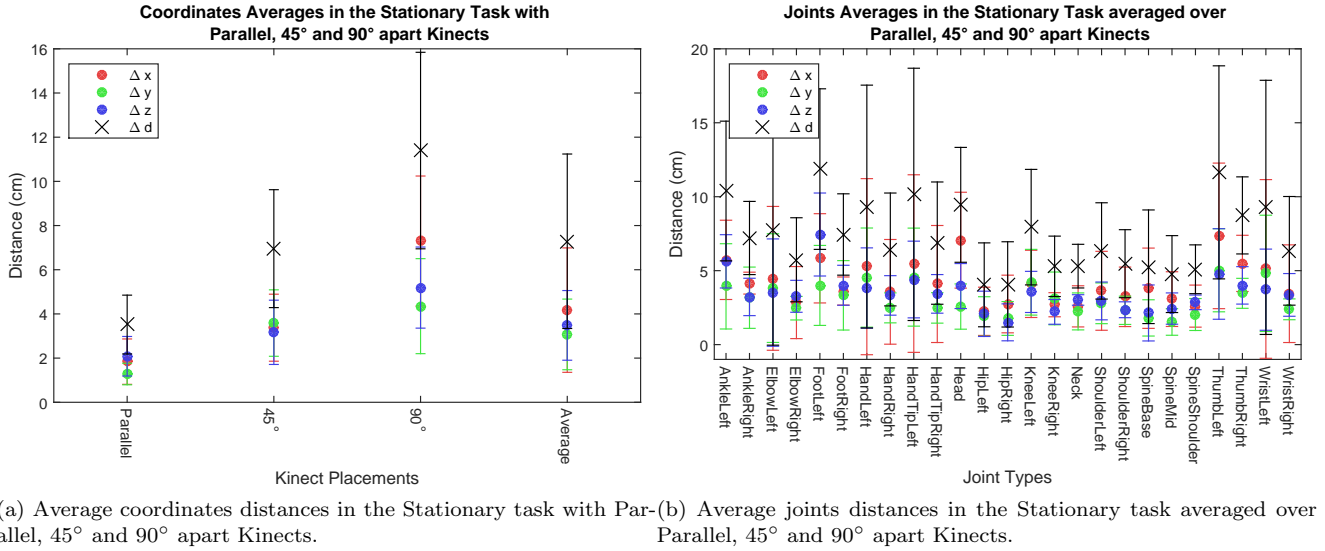 Coordinates Averages in the Stationary Task with
Parallel, 45° and 90° apart Kinects
16
14
12
10
8
6
4
2
0
Distance (cm)
Δ x
Δ y
Δ z
Δ d
Parallel
45°
90°
Average
Kinect Placements
Joints Averages in the Stationary Task averaged over
Parallel, 45° and 90° apart Kinects
20
15
10
5
0
Distance (cm)
Δ x
Δ y
Δ z
Δ d
AnkleLeft
AnkleRight
ElbowLeft
ElbowRight
FootLeft
FootRight
HandLeft
HandRight
HandTipLeft
HandTipRight
Head
HipLeft
HipRight
KneeLeft
KneeRight
Neck
ShoulderLeft
ShoulderRight
SpineBase
SpineMid
SpineShoulder
ThumbLeft
ThumbRight
WristLeft
WristRight
Joint Types
(a) Average coordinates distances in the Stationary task with Par-
allel, 45° and 90° apart Kinects.
(b) Average joints distances in the Stationary task averaged over
Parallel, 45° and 90° apart Kinects.